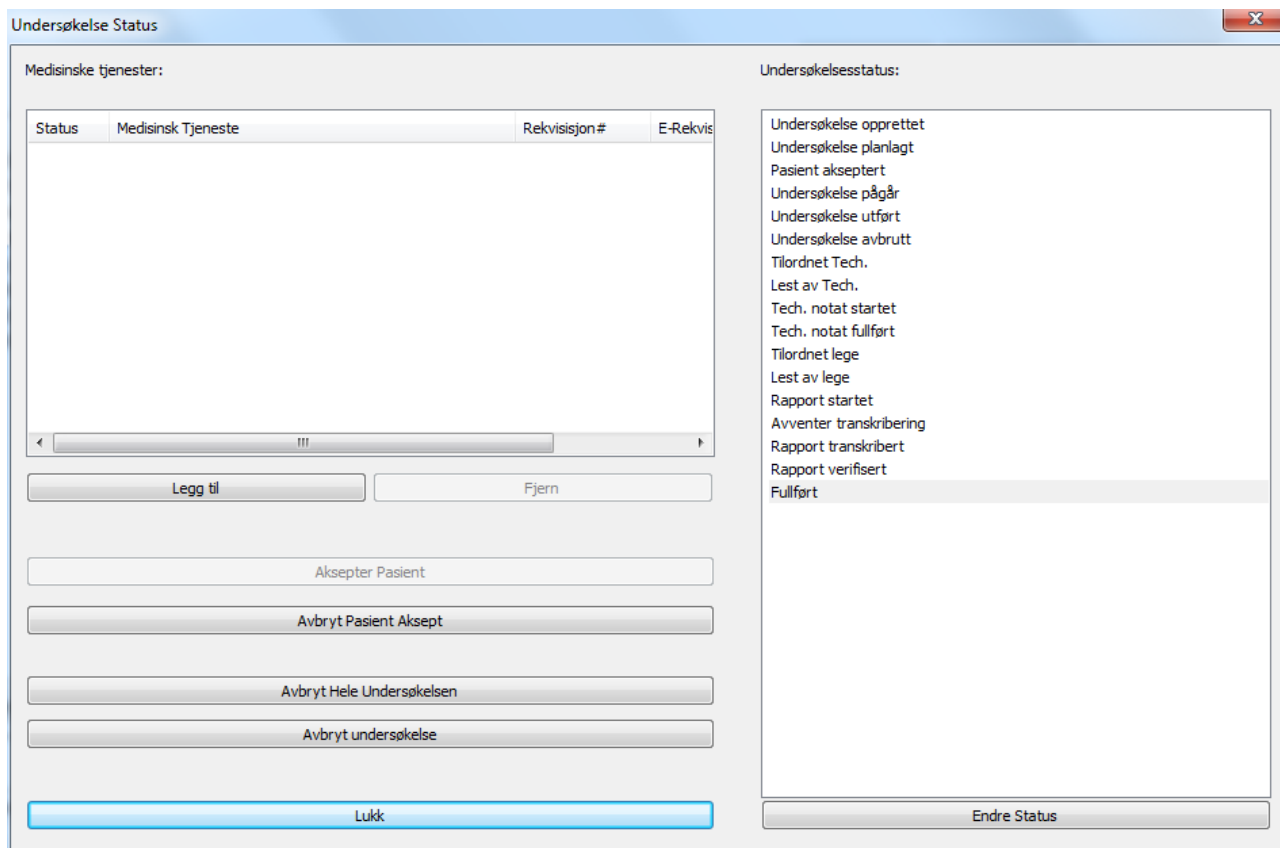 Undersøkelse Status
Medisinske tjenester:
Undersøkelsesstatus:
Status Medisinsk Tjeneste Rekvisisjon# E-Rekvis
Undersøkelse opprettet
Undersøkelse planlagt
Pasient akseptert
Undersøkelse pågår
Undersøkelse utført
Undersøkelse avbrutt
Tilordnet Tech.
Lest av Tech.
Tech. notat startet
Tech. notat fullført
Tilordnet lege
Lest av lege
Rapport startet
Avventer transkribering
Rapport transkribert
Rapport verifisert
Fullført
Legg til
Fjern
Aksepter Pasient
Avbryt Pasient Aksept
Avbryt Hele Undersøkelsen
Avbryt undersøkelse
Lukk
Endre Status